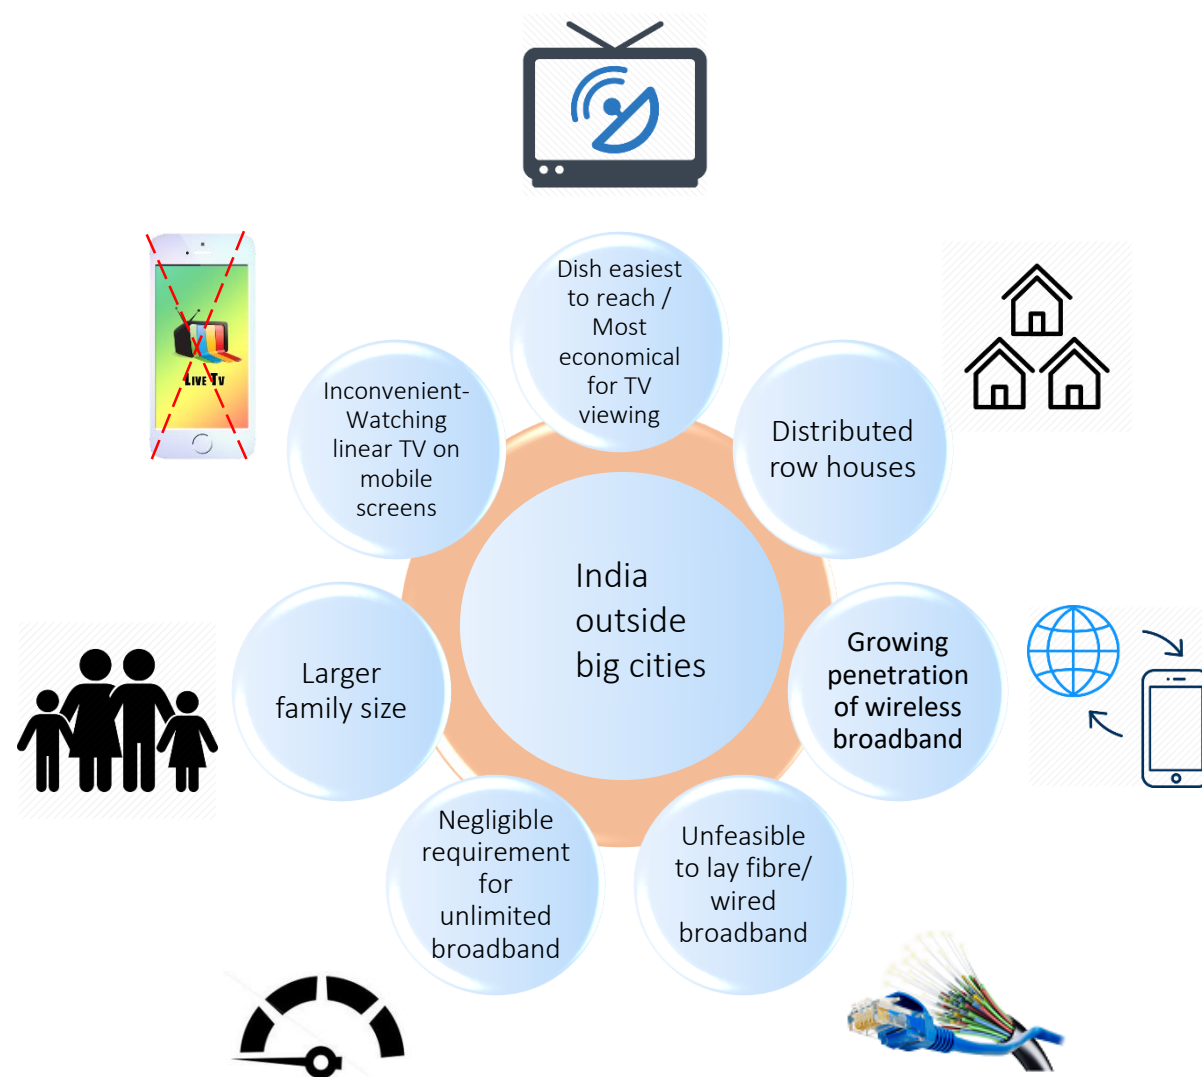 Dish easiest
to reach /
Most
economical
for TV
viewing
Distributed
row houses
Growing
penetration
of wireless
broadband
Unfeasible
to lay fibre/
wired
broadband
Negligible
requirement
for
unlimited
broadband
Larger
family size
Inconvenient-
Watching
linear TV on
mobile
screens
LIVE TV
India
outside
big cities